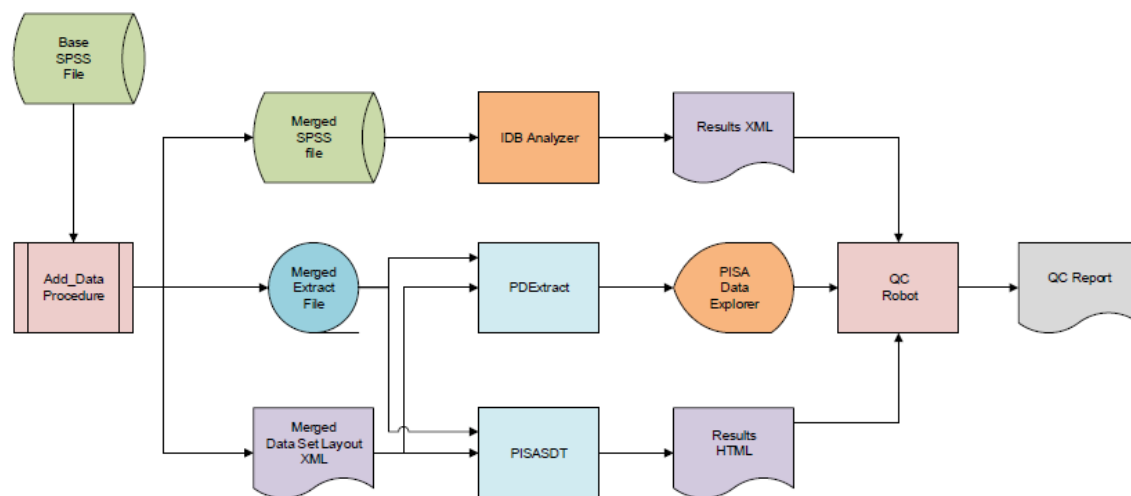 Base
SPSS
File
Merged
SPSS
file
IDB Analyzer
Results XML
Add_Data
Procedure
Merged
Extract
File
PDExtract
PISA
Data
Explorer
QC
Robot
QC Report
Merged
Data Set Layout
XML
PISASDT
Results
HTML